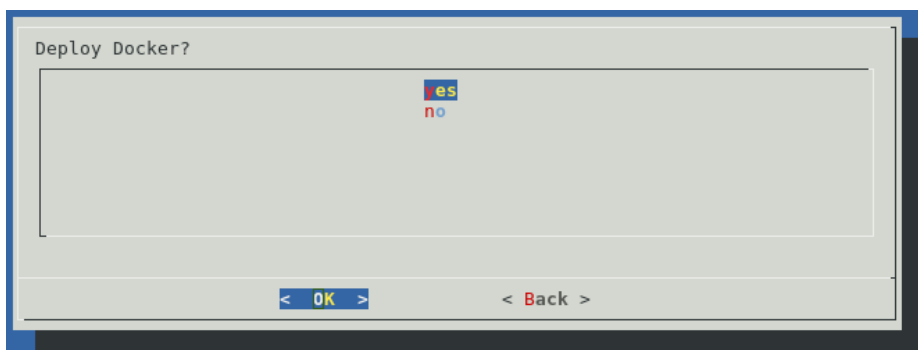 Deploy Docker?
yes
no
< OK > < Back >